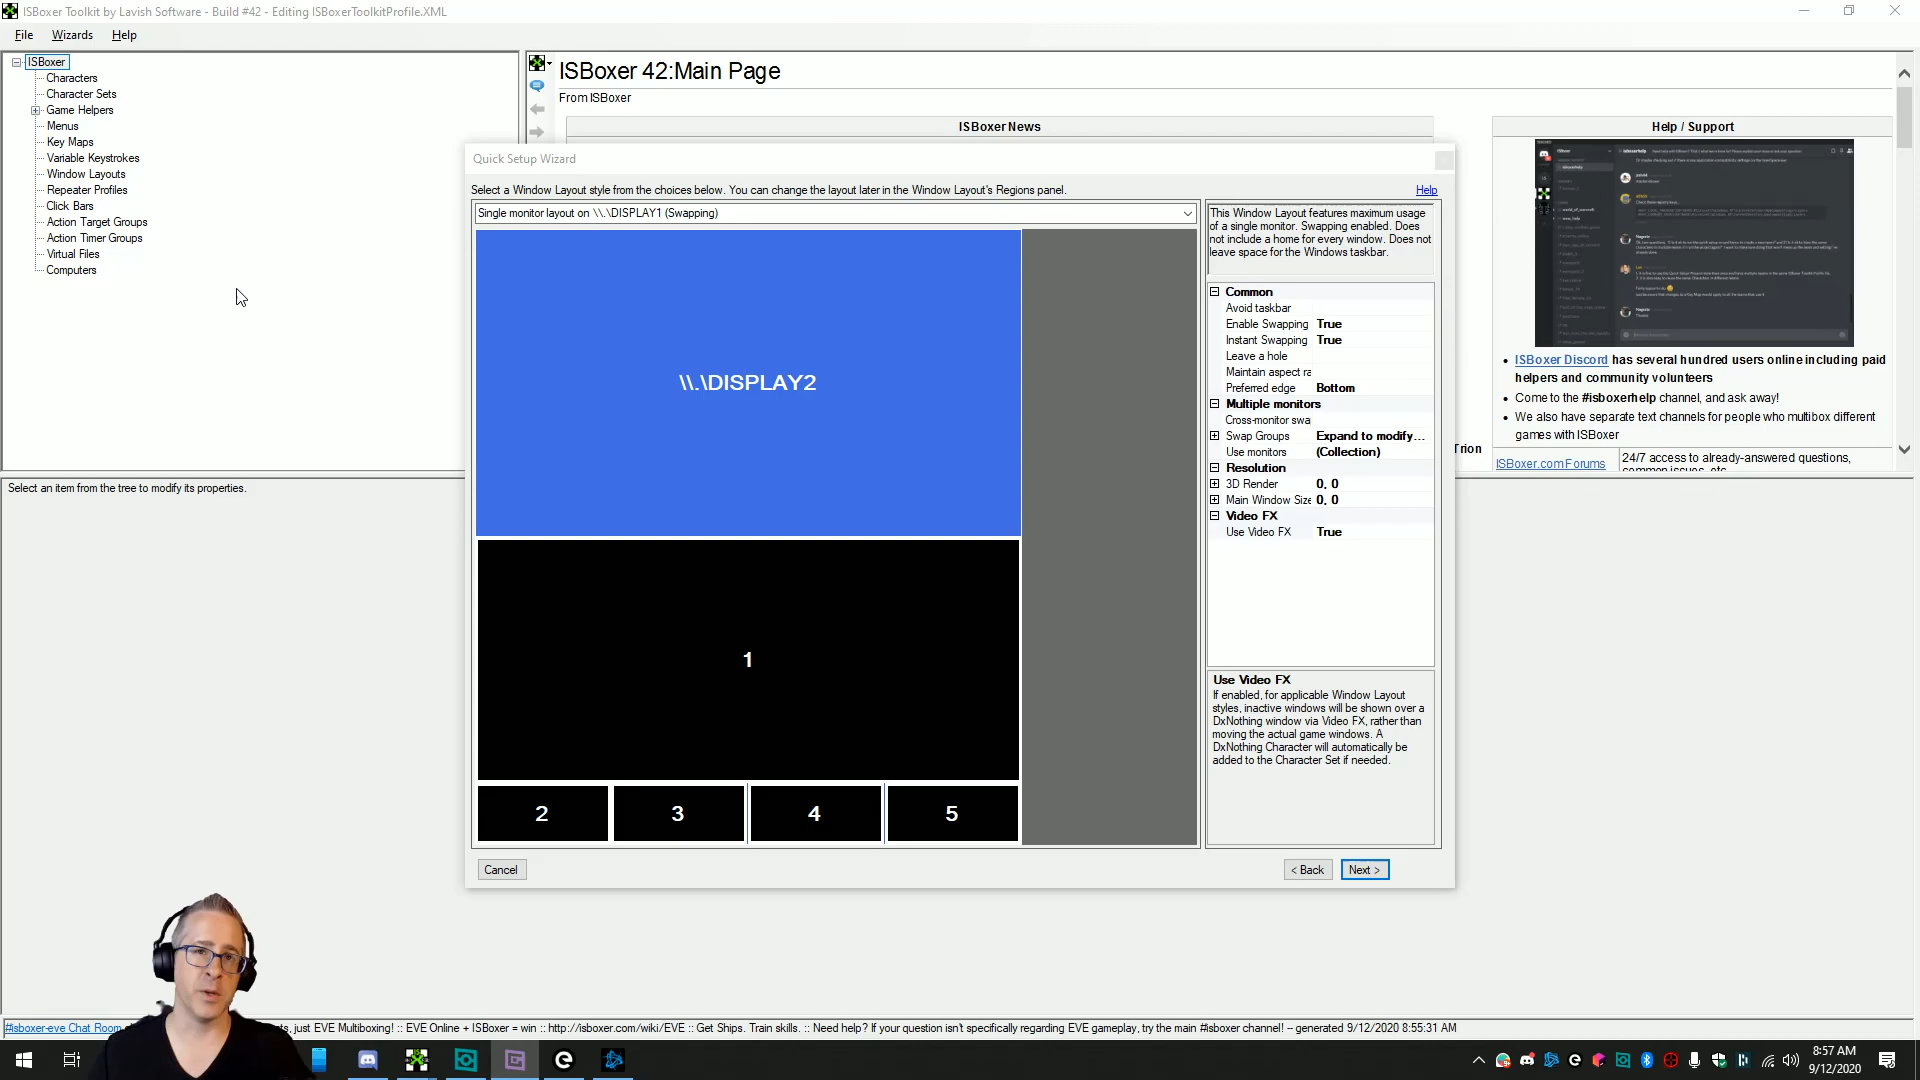 ISBoxer Toolkit by Lavish Software - Build #42 - Editing ISBoxerToolkitProfile.XML
File Wizards Help
ISBoxer
Characters
Character Sets
Game Helpers
Menus
Key Maps
Variable Keystrokes
Window Layouts
Repeater Profiles
Click Bars
Action Target Groups
Action Timer Groups
Virtual Files
Computers
Select an item from the tree to modify its properties.
ISBoxer 42:Main Page
From ISBoxer
ISBoxer News
Help / Support
ISBoxer Discord has several hundred users online including paid
helpers and community volunteers
Come to the #isboxerhelp channel, and ask away!
We also have separate text channels for people who multibox different
games with ISBoxer
Trion
ISBoxer.com Forums
24/7 access to already-answered questions,
common issues, etc
Quick Setup Wizard
Select a Window Layout style from the choices below. You can change the layout later in the Window Layout's Regions panel.
Help
Single monitor layout on \\.\DISPLAY1 (Swapping)
\\.\DISPLAY2
1
2 3 4 5
This Window Layout features maximum usage
of a single monitor. Swapping enabled. Does
not include a home for every window. Does not
leave space for the Windows taskbar.
Common
Avoid taskbar
Enable Swapping True
Instant Swapping True
Leave a hole
Maintain aspect ra
Preferred edge Bottom
Multiple monitors
Cross-monitor swa
Swap Groups Expand to modify...
Use monitors (Collection)
Resolution
3D Render 0, 0
Main Window Size 0, 0
Video FX
Use Video FX True
Use Video FX
If enabled, for applicable Window Layout
styles, inactive windows will be shown over a
DxNothing window via Video FX, rather than
moving the actual game windows. A
DxNothing Character will automatically be
added to the Character Set if needed.
Cancel
< Back
Next >
#isboxer-eve Chat Room
ts, just EVE Multiboxing! :: EVE Online + ISBoxer = win :: http://isboxer.com/wiki/EVE :: Get Ships. Train skills. :: Need help? If your question isn't specifically regarding EVE gameplay, try the main #isboxer channel! -- generated 9/12/2020 8:55:31 AM
8:57 AM
9/12/2020